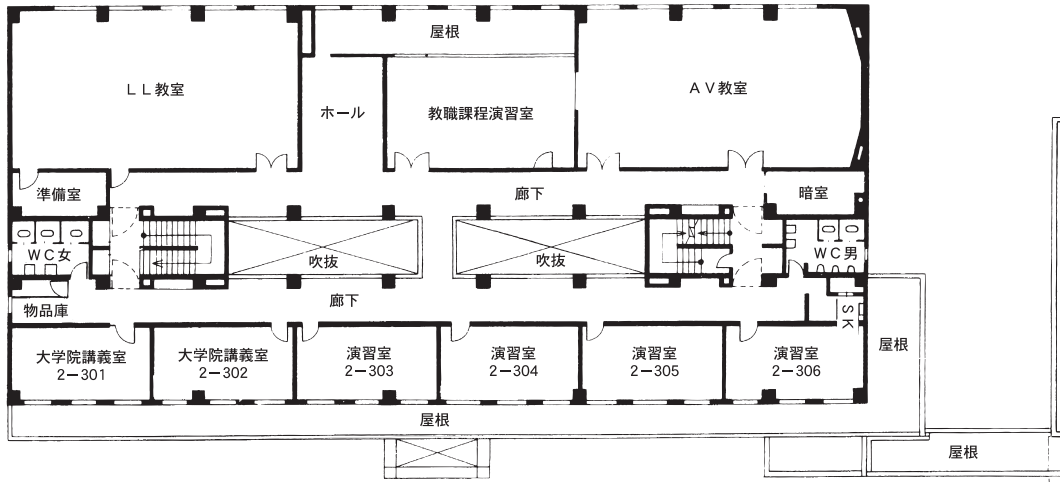 屋根
LL教室
ホール
教職課程演習室
AV教室
準備室
廊下
暗室
WC女
吹抜
吹抜
WC男
物品庫
廊下
SK
大学院講義室
2-301
大学院講義室
2-302
演習室
2-303
演習室
2-304
演習室
2-305
演習室
2-306
屋根
屋根
屋根